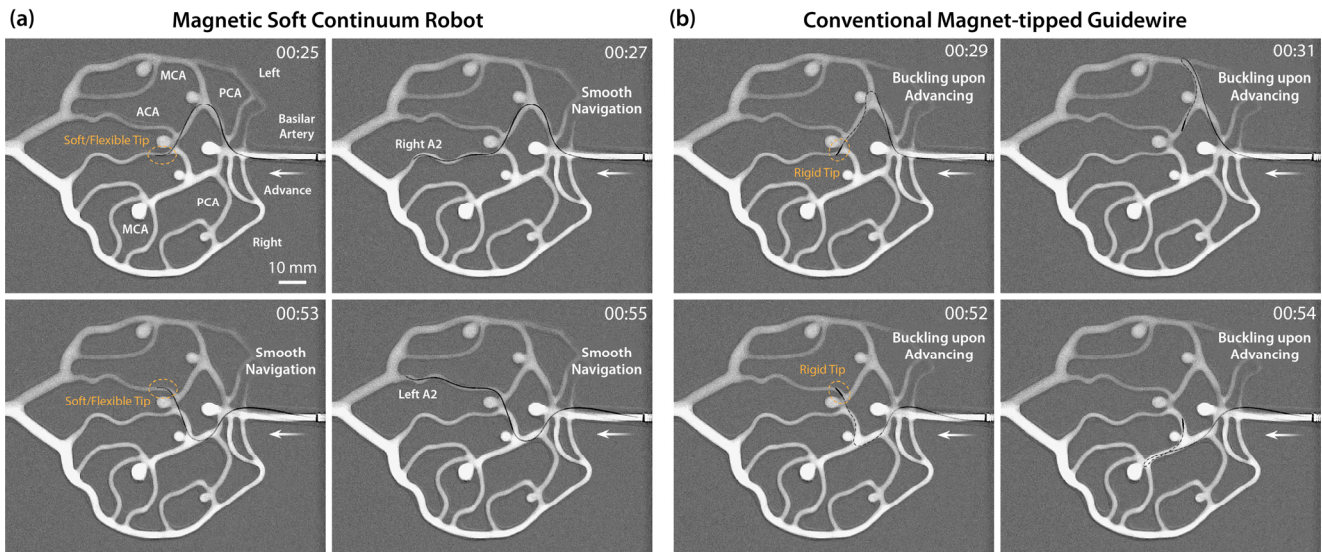 (a) Magnetic Soft Continuum Robot
00:25
MCA
Left
PCA
ACA
Basilar
Artery
Soft/Flexible Tip
Advance
PCA
MCA
Right
10 mm
00:27
Smooth
Navigation
Right A2
00:53
Smooth
Navigation
Soft/Flexible Tip
00:55
Smooth
Navigation
Left A2
(b) Conventional Magnet-tipped Guidewire
00:29
Buckling upon
Advancing
Rigid Tip
00:31
Buckling upon
Advancing
00:52
Buckling upon
Advancing
Rigid Tip
00:54
Buckling upon
Advancing